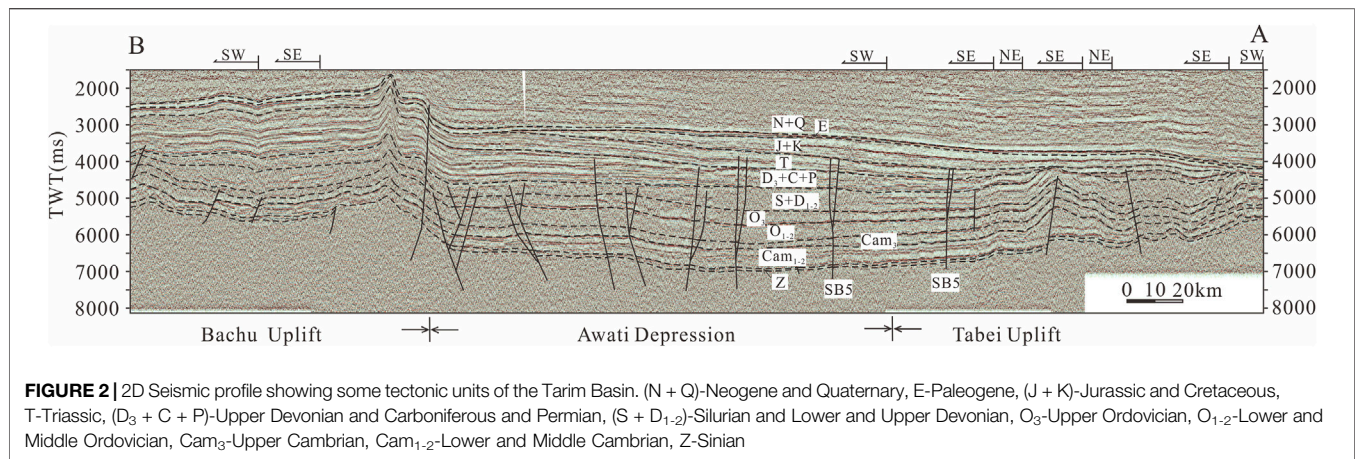 B A
SW SE SW SE NE SE NE SE SW
2000 2000
3000 N+Q E 3000
J+K
4000 T 4000
D₃+C+P
5000 S+D₁₋₂ 5000
O₃
6000 O₁₋₂ Cam₃ 6000
Cam₁₋₂
7000 Z SB5 SB5 7000
0 10 20km
8000 8000
TWT(ms)
Bachu Uplift Awati Depression Tabei Uplift
FIGURE 2 | 2D Seismic profile showing some tectonic units of the Tarim Basin. (N + Q)-Neogene and Quaternary, E-Paleogene, (J + K)-Jurassic and Cretaceous,
T-Triassic, (D₃ + C + P)-Upper Devonian and Carboniferous and Permian, (S + D₁₋₂)-Silurian and Lower and Upper Devonian, O₃-Upper Ordovician, O₁₋₂-Lower and
Middle Ordovician, Cam₃-Upper Cambrian, Cam₁₋₂-Lower and Middle Cambrian, Z-Sinian